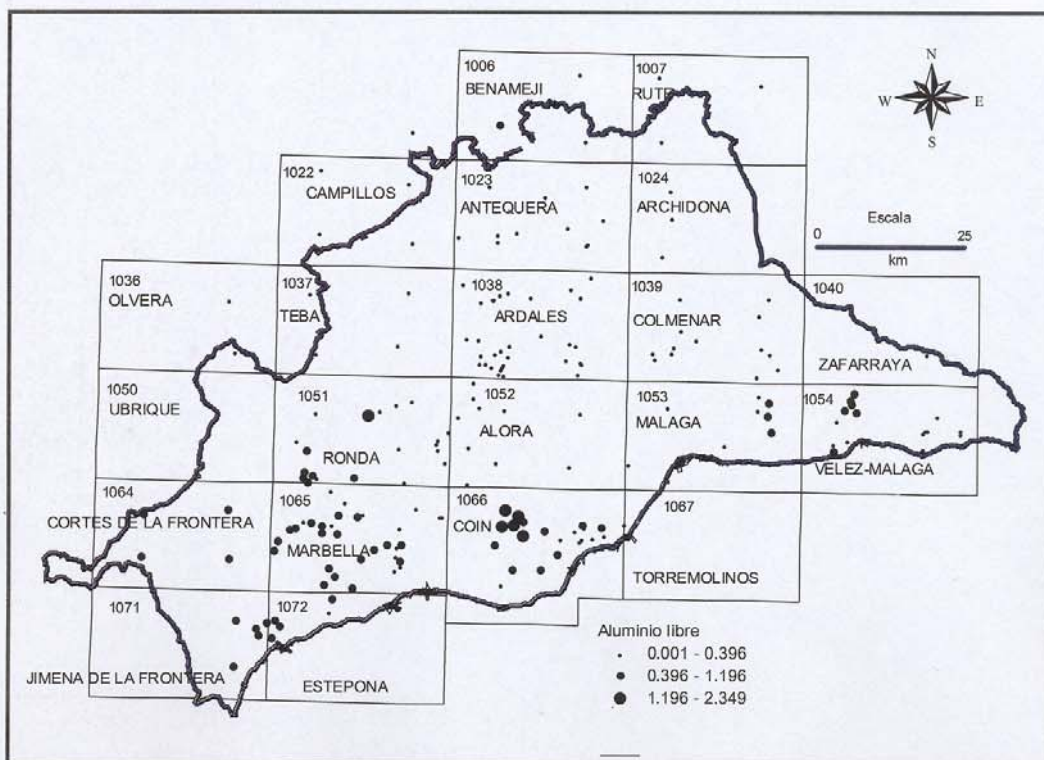 N
W E
S
1006
BENAMEJI
1007
RUTE
1022
CAMPILLOS
1023
ANTEQUERA
1024
ARCHIDONA
Escala
0 25
km
1036
OLVERA
1037
TEBA
1038
ARDALES
1039
COLMENAR
1040
ZAFARRAYA
1050
UBRIQUE
1051
RONDA
1052
ALORA
1053
MALAGA
1054
VELEZ-MALAGA
1064
CORTES DE LA FRONTERA
1065
MARBELLA
1066
COIN
1067
TORREMOLINOS
1071
JIMENA DE LA FRONTERA
1072
ESTEPONA
Aluminio libre
0.001 - 0.396
0.396 - 1.196
1.196 - 2.349